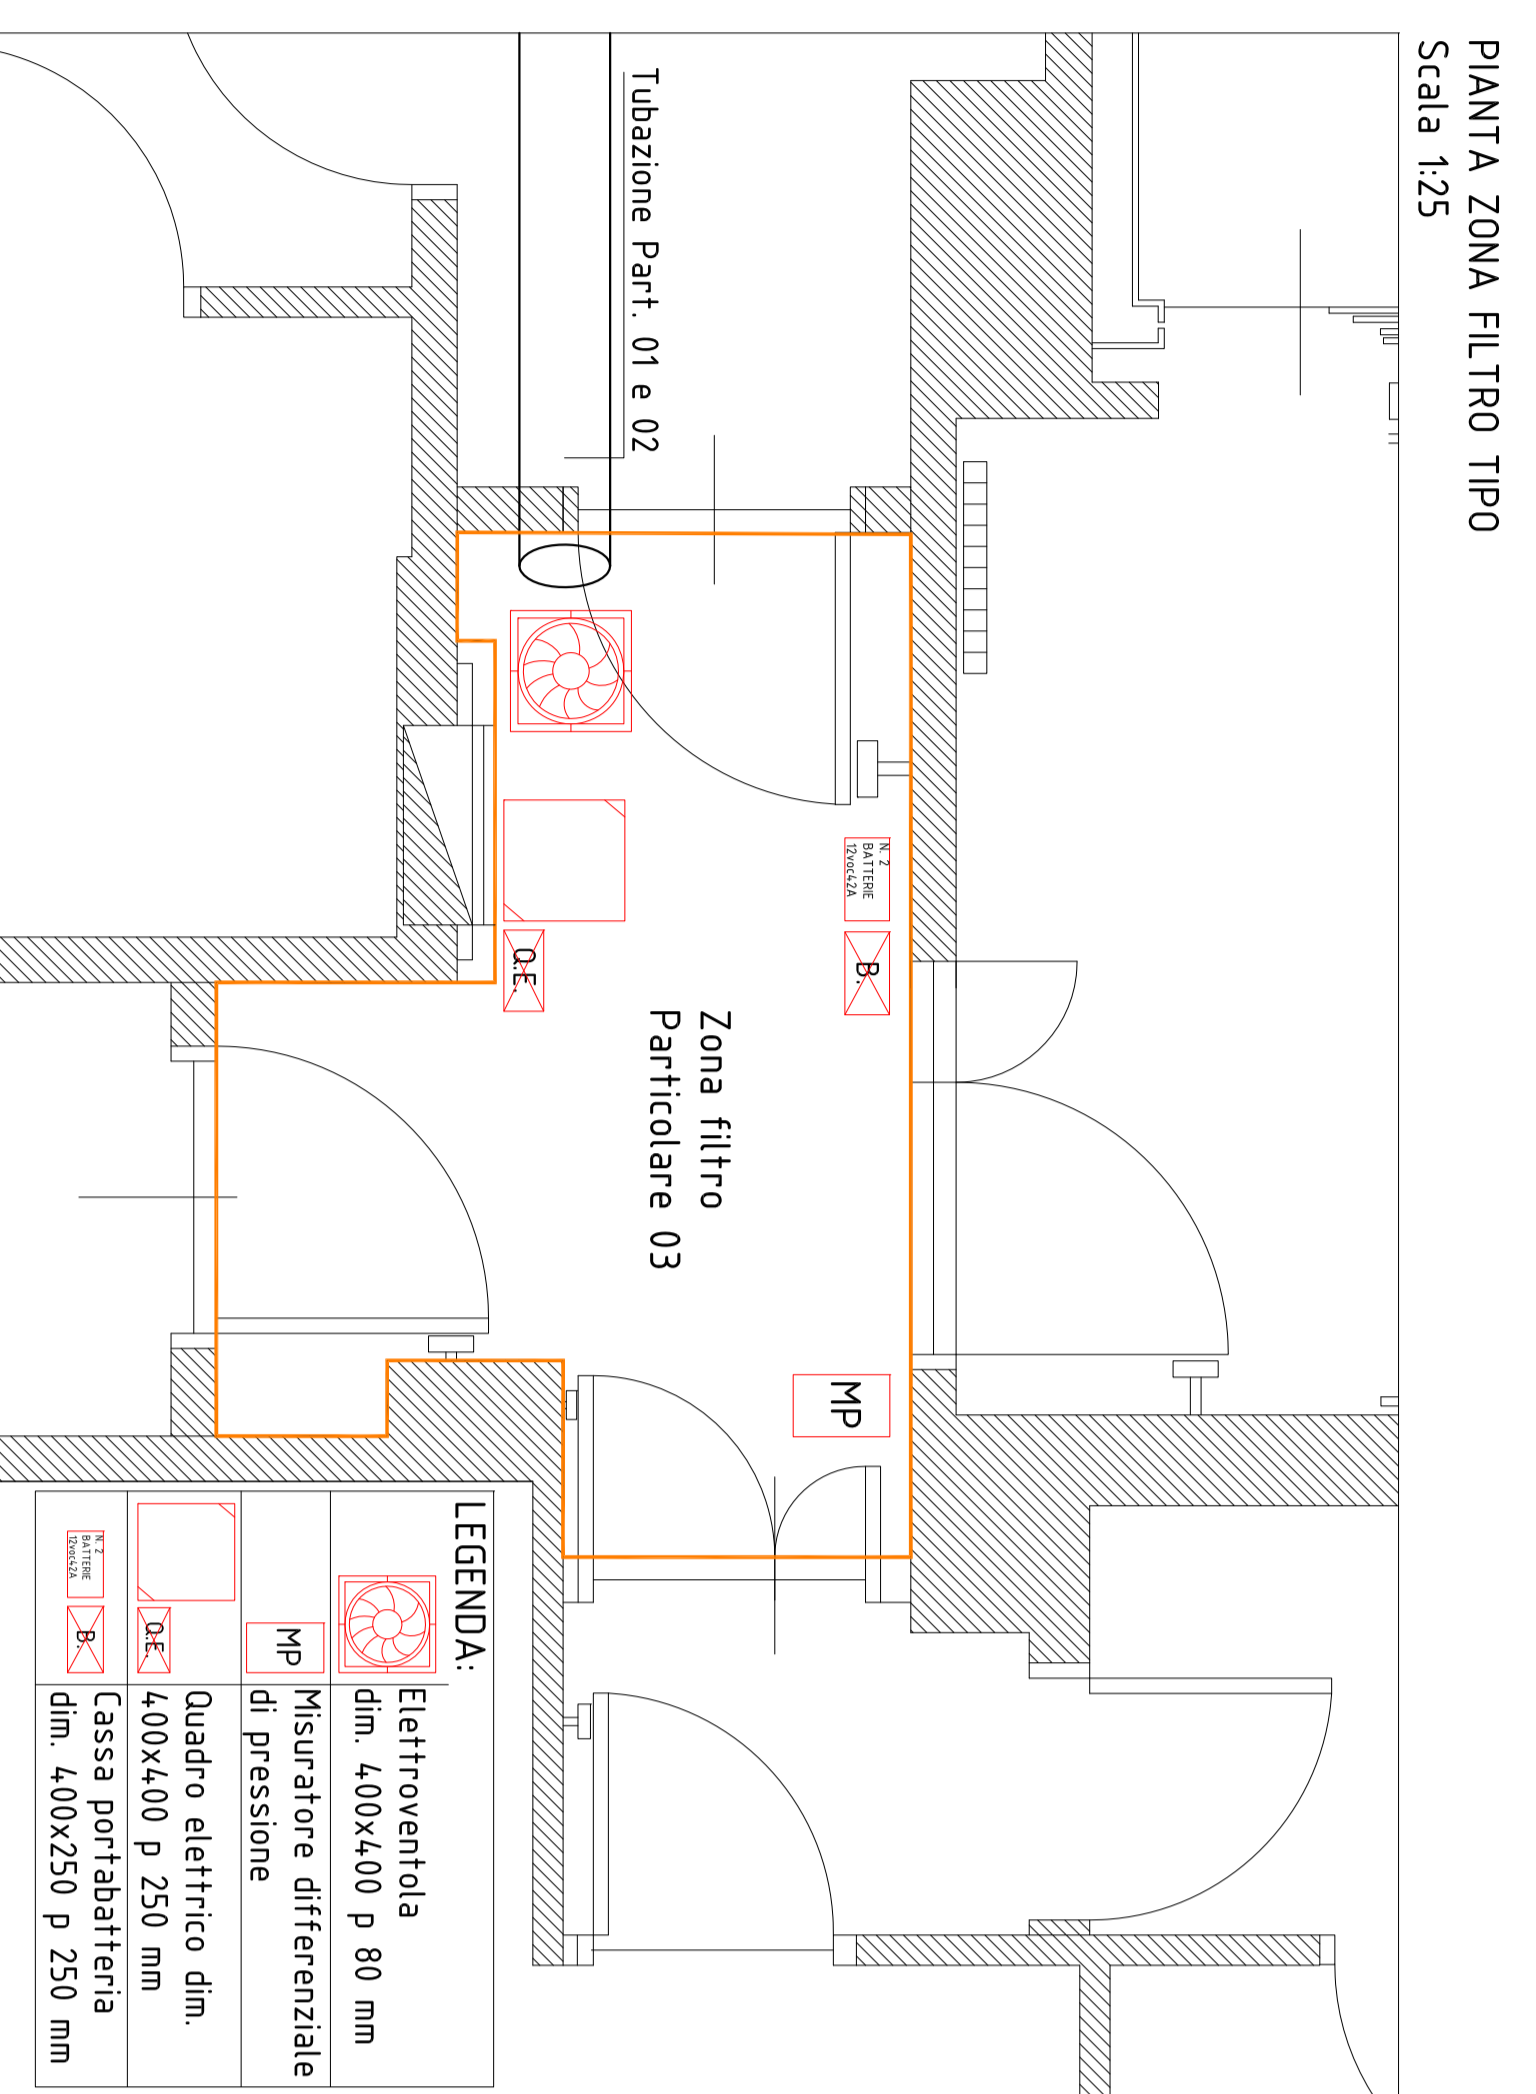 PIANTA ZONA FILTRO TIPO
Scala 1:25
Tubazione Part. 01 e 02
N. 2
BATTERIE
12voc42A
B.
Q.E.
Zona filtro
Particolare 03
MP
LEGENDA:
Elettroventola
dim. 400x400 p 80 mm
MP
Misuratore differenziale
di pressione
Q.E.
Quadro elettrico dim.
400x400 p 250 mm
N. 2
BATTERIE
12voc42A
B.
Cassa portabatteria
dim. 400x250 p 250 mm